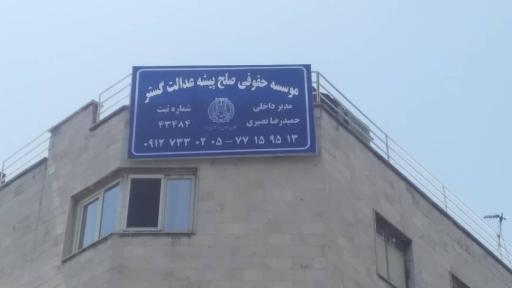 موسسه حقوقی صلح پیشه عدالت گستر
مدیر داخلی
حمیدرضا نصیری
شماره ثبت
۴۳۴۸۴
۰۹۱۲ ۷۳۳ ۰۲ ۰۵ - ۷۷ ۱۵ ۹۵ ۱۳